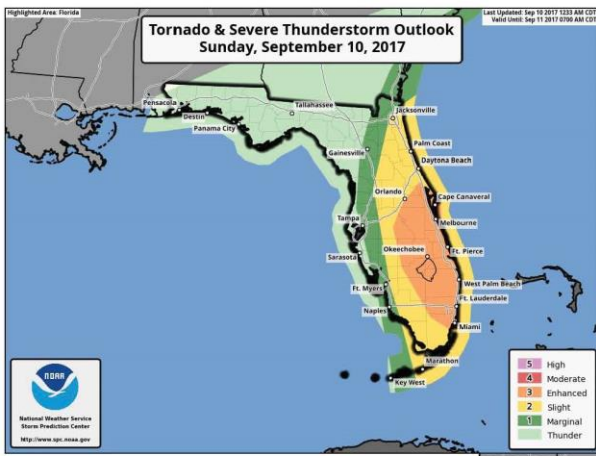 Highlighted Area: Florida
Last Updated: Sep 10 2017 1233 AM CDT
Valid Until: Sep 11 2017 0700 AM CDT
Tornado & Severe Thunderstorm Outlook
Sunday, September 10, 2017
Pensacola
Destin
Panama City
Tallahassee
Jacksonville
Gainesville
Palm Coast
Daytona Beach
Orlando
Cape Canaveral
Melbourne
Tampa
Okeechobee
Ft. Pierce
Sarasota
Ft. Myers
West Palm Beach
Ft. Lauderdale
Naples
Miami
Marathon
Key West
5 High
4 Moderate
3 Enhanced
2 Slight
1 Marginal
Thunder
NOAA
National Weather Service
Storm Prediction Center
http://www.spc.noaa.gov